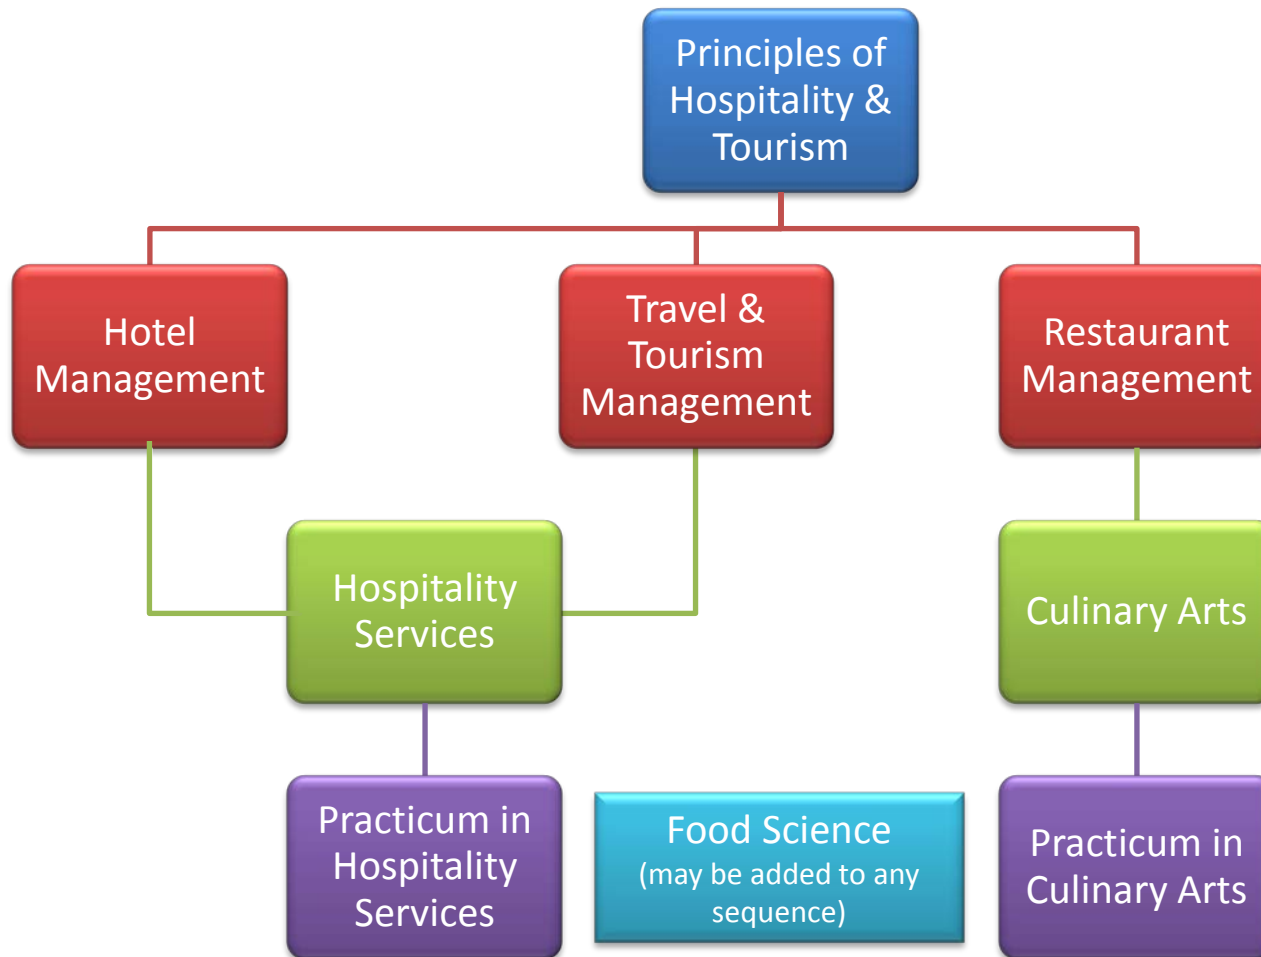 Principles of
Hospitality &
Tourism
Hotel
Management
Travel &
Tourism
Management
Restaurant
Management
Hospitality
Services
Culinary Arts
Practicum in
Hospitality
Services
Food Science
(may be added to any
sequence)
Practicum in
Culinary Arts